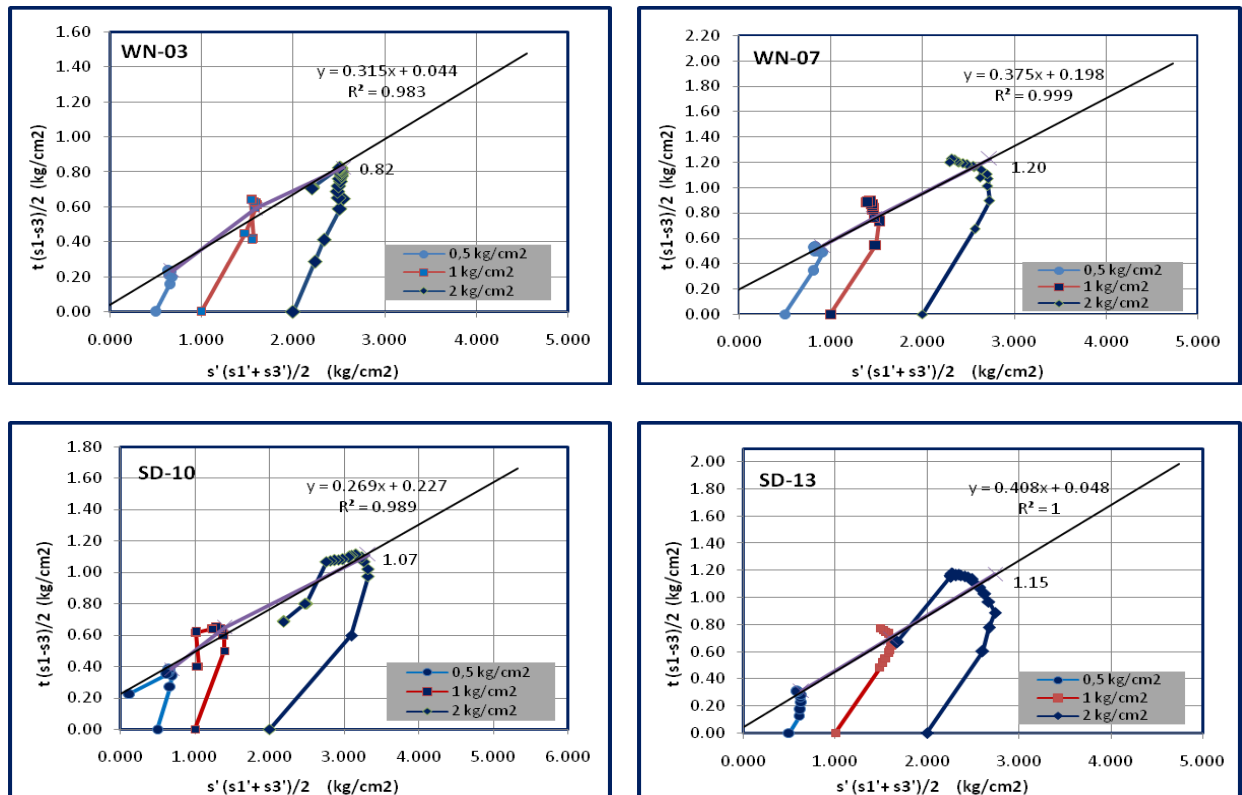 WN-03
y = 0.315x + 0.044
R² = 0.983
0.82
t (s1-s3)/2 (kg/cm2)
1.60
1.40
1.20
1.00
0.80
0.60
0.40
0.20
0.00
0,5 kg/cm2
1 kg/cm2
2 kg/cm2
0.000 1.000 2.000 3.000 4.000 5.000
s' (s1'+ s3')/2 (kg/cm2)
WN-07
y = 0.375x + 0.198
R² = 0.999
1.20
t (s1-s3)/2 (kg/cm2)
2.20
2.00
1.80
1.60
1.40
1.20
1.00
0.80
0.60
0.40
0.20
0.00
0,5 kg/cm2
1 kg/cm2
2 kg/cm2
0.000 1.000 2.000 3.000 4.000 5.000
s' (s1'+ s3')/2 (kg/cm2)
SD-10
y = 0.269x + 0.227
R² = 0.989
1.07
t (s1-s3)/2 (kg/cm2)
1.80
1.60
1.40
1.20
1.00
0.80
0.60
0.40
0.20
0.00
0,5 kg/cm2
1 kg/cm2
2 kg/cm2
0.000 1.000 2.000 3.000 4.000 5.000 6.000
s' (s1'+ s3')/2 (kg/cm2)
SD-13
y = 0.408x + 0.048
R² = 1
1.15
t (s1-s3)/2 (kg/cm2)
2.00
1.80
1.60
1.40
1.20
1.00
0.80
0.60
0.40
0.20
0.00
0,5 kg/cm2
1 kg/cm2
2 kg/cm2
0.000 1.000 2.000 3.000 4.000 5.000
s' (s1'+ s3')/2 (kg/cm2)